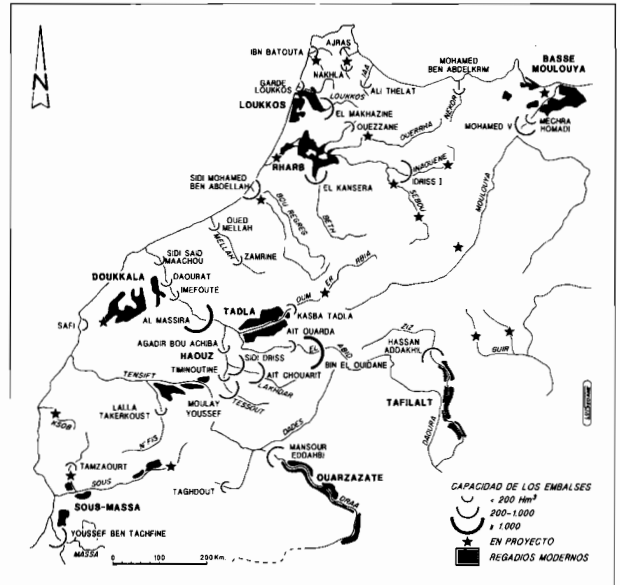 IBN BATOUTA
AJRAS
NAKHLA
IAA
ALI THELAT
MOHAMED
BEN ABDELKRIM
BASSE
MOULOUYA
GARDE
LOUKKOS
LOUKKOS
LOUKKOS
EL MAKHAZINE
NEKOR
MOHAMED V
MECHRA
HOMADI
OUEZZANE
OUERRHA
RHARB
INAOUENE
IDRISS I
SIDI MOHAMED
BEN ABDELLAH
EL KANSERA
SEBOU
MOULOUYA
BOU REGREG
BETH
OUED
MELLAH
MELLAH
ZAMRINE
SIDI SAID
MAACHOU
DOUKKALA
DAOURAT
IMEFOUTE
OUM
ER
RBIA
SAFI
AL MASSIRA
TADLA
KASBA TADLA
AGADIR BOU ACHIBA
AIT OUARDA
EL
ABID
HASSAN
ADDAKHIL
ZIZ
GUIR
HAOUZ
SIDI DRISS
BIN EL OUIDANE
TIMINOUTINE
AIT CHOUARIT
LAKHDAR
TENSIFT
TAFILALT
LALLA
TAKERKOUST
MOULAY
YOUSSEF
TESSOUT
DAOURA
KSOB
N'FIS
DADES
MANSOUR
EDDAHBI
TAMZAOURT
SOUS
TAGHDOUT
OUARZAZATE
DRAA
SOUS-MASSA
YOUSSEF BEN TACHFINE
MASSA
0 100 200 Km.
CAPACIDAD DE LOS EMBALSES
< 200 Hm³
200-1.000
≥ 1.000
EN PROYECTO
REGADIOS MODERNOS
N